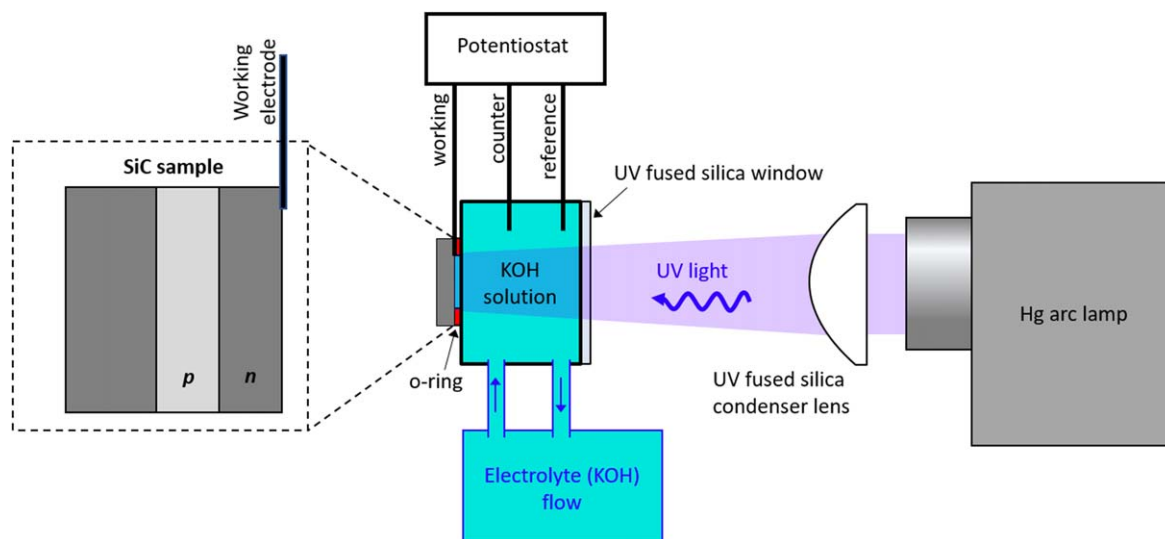 Potentiostat
Working
electrode
working
counter
reference
SiC sample
UV fused silica window
p
n
KOH
solution
UV light
Hg arc lamp
o-ring
UV fused silica
condenser lens
Electrolyte (KOH)
flow